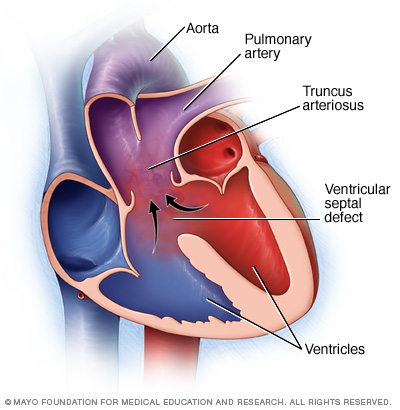 Aorta
Pulmonary
artery
Truncus
arteriosus
Ventricular
septal
defect
Ventricles
© MAYO FOUNDATION FOR MEDICAL EDUCATION AND RESEARCH. ALL RIGHTS RESERVED.